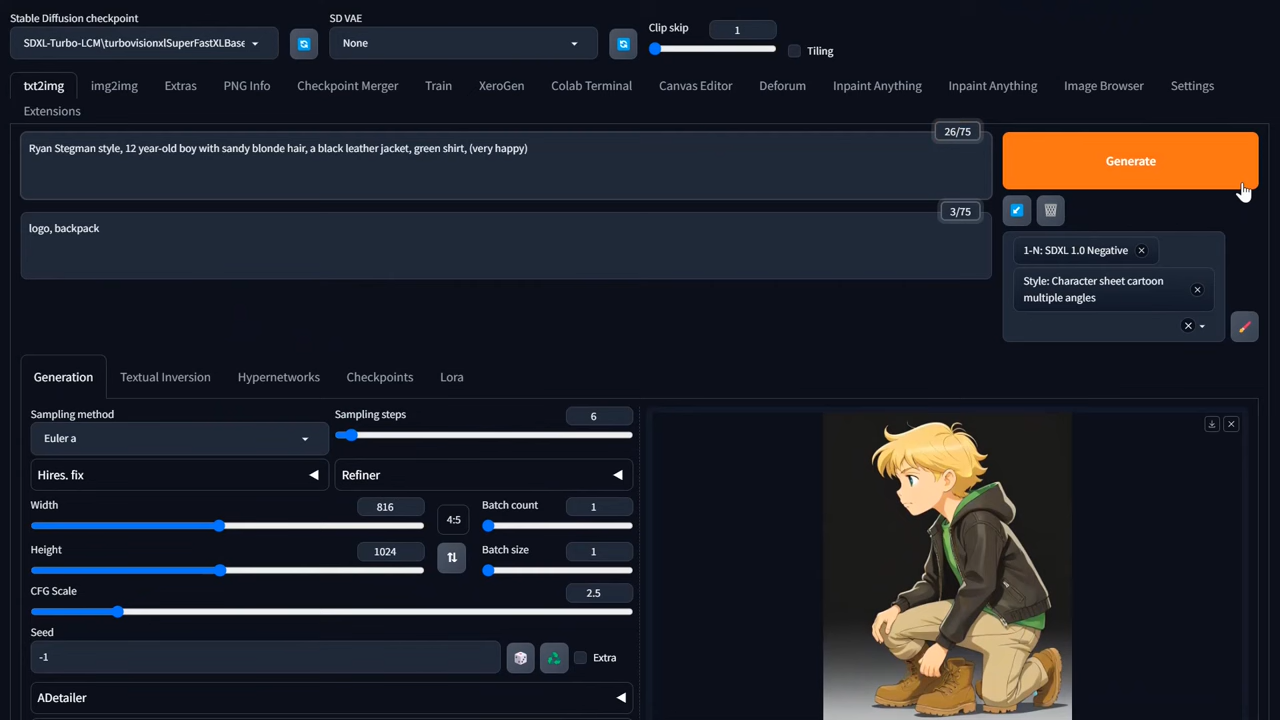 Stable Diffusion checkpoint
SD VAE
Clip skip
1
SDXL-Turbo-LCM\turbovisionxlSuperFastXLBase
None
Tiling
txt2img
img2img
Extras
PNG Info
Checkpoint Merger
Train
XeroGen
Colab Terminal
Canvas Editor
Deforum
Inpaint Anything
Inpaint Anything
Image Browser
Settings
Extensions
26/75
Ryan Stegman style, 12 year-old boy with sandy blonde hair, a black leather jacket, green shirt, (very happy)
Generate
3/75
logo, backpack
1-N: SDXL 1.0 Negative
Style: Character sheet cartoon
multiple angles
Generation
Textual Inversion
Hypernetworks
Checkpoints
Lora
Sampling method
Sampling steps
6
Euler a
Hires. fix
Refiner
Width
816
4:5
Batch count
1
Height
1024
Batch size
1
CFG Scale
2.5
Seed
-1
Extra
ADetailer